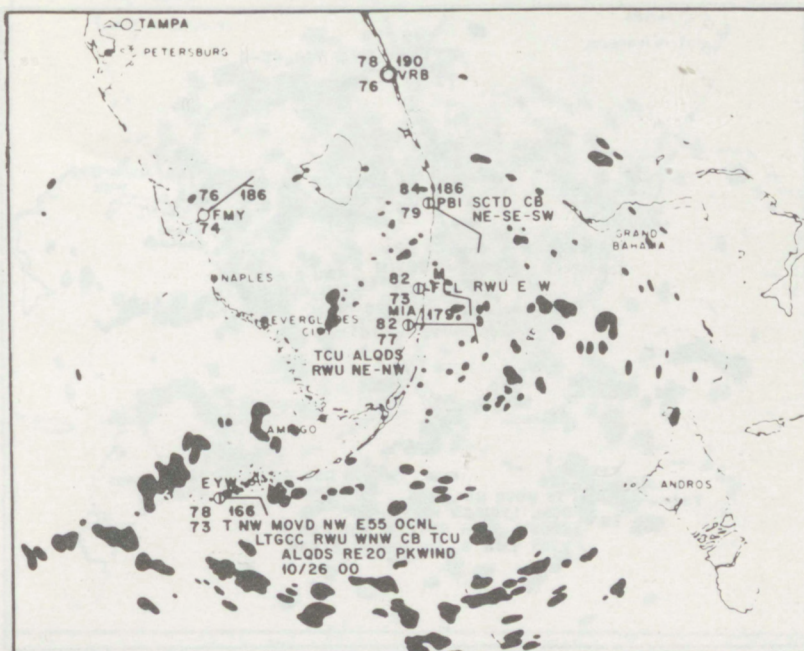 TAMPA
ST. PETERSBURG
78 190
VRB
76
76 186
FMY
74
84 186
PBI SCTD CB
79 NE-SE-SW
GRAND
BAHAMA
NAPLES
M
82 FLL RWU E W
73
MIA 179
82
77
EVERGLADES
CITY
TCU ALQDS
RWU NE-NW
FLAMINGO
ANDROS
EYW
78 166
73 T NW MOVD NW E55 OCNL
LTGCC RWU WNW CB TCU
ALQDS RE20 PKWIND
10/26 00